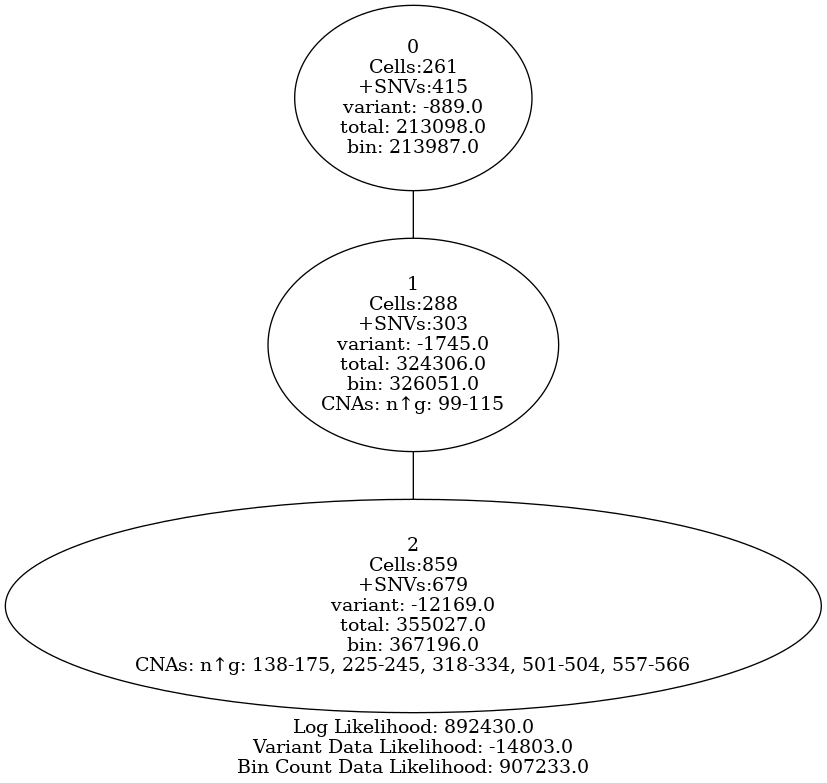 0
Cells:261
+SNVs:415
variant: -889.0
total: 213098.0
bin: 213987.0
1
Cells:288
+SNVs:303
variant: -1745.0
total: 324306.0
bin: 326051.0
CNAs: n↑g: 99-115
2
Cells:859
+SNVs:679
variant: -12169.0
total: 355027.0
bin: 367196.0
CNAs: n↑g: 138-175, 225-245, 318-334, 501-504, 557-566
Log Likelihood: 892430.0
Variant Data Likelihood: -14803.0
Bin Count Data Likelihood: 907233.0